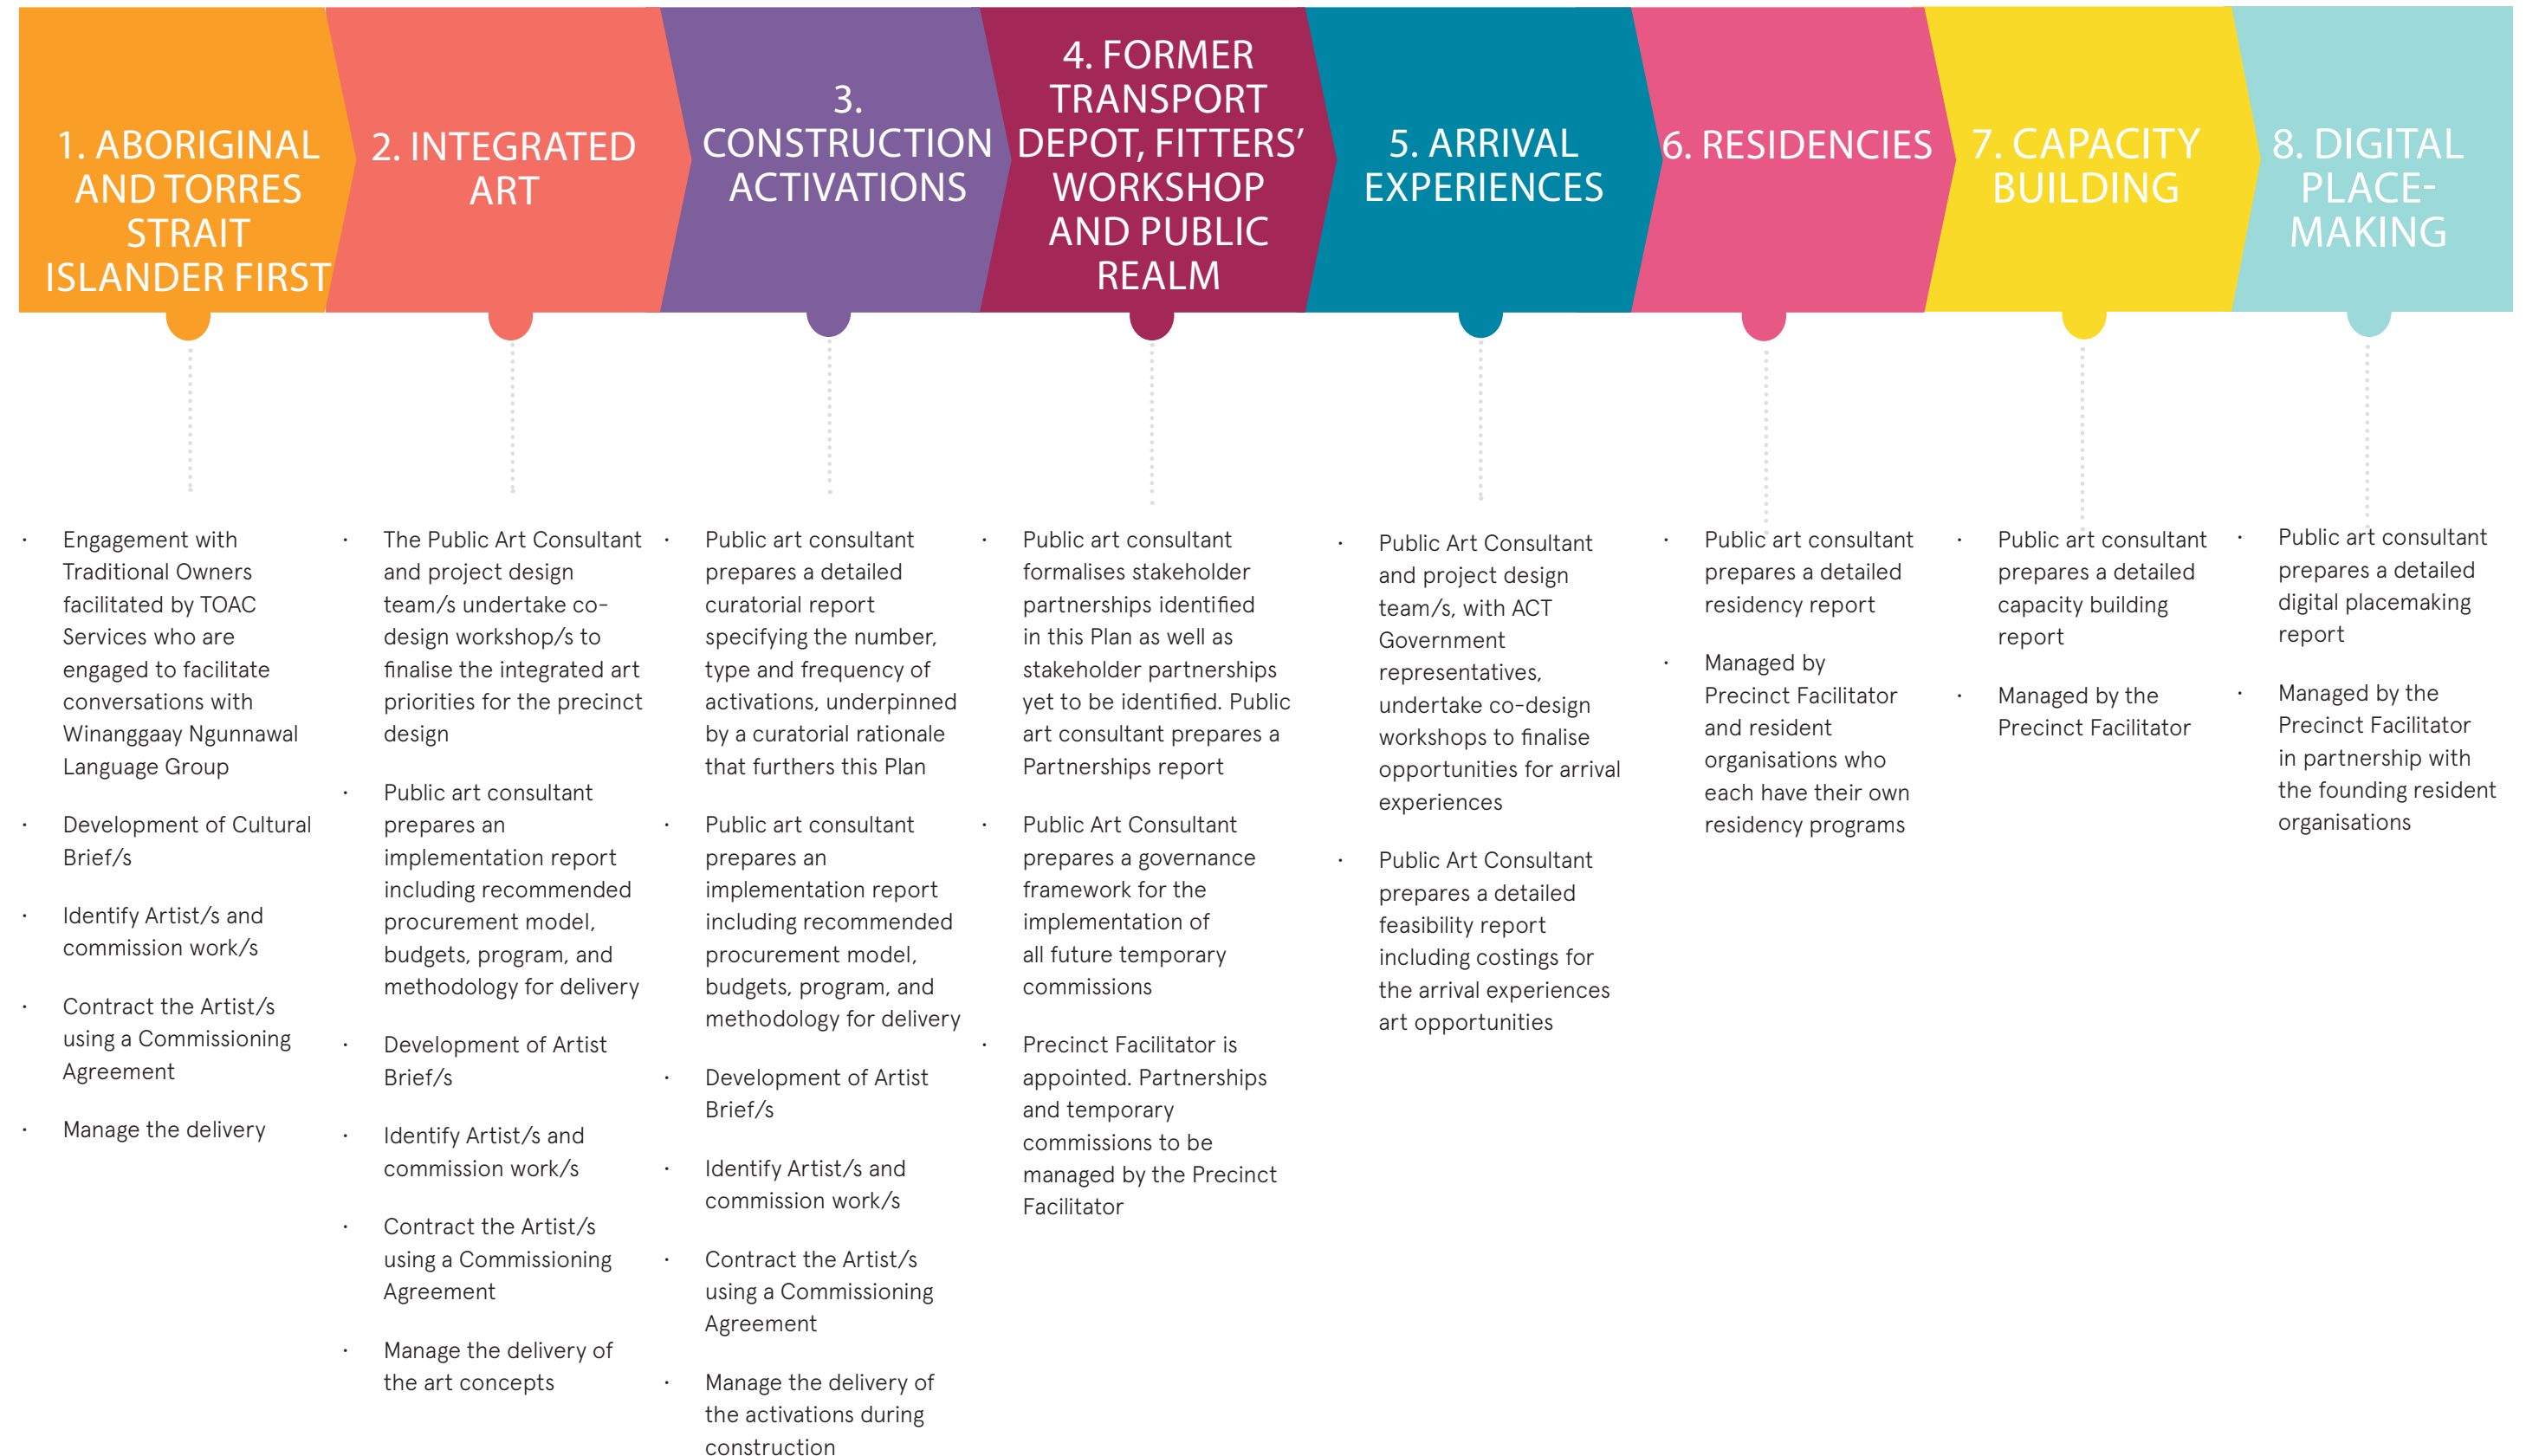 1. ABORIGINAL
AND TORRES
STRAIT
ISLANDER FIRST
2. INTEGRATED
ART
3.
CONSTRUCTION
ACTIVATIONS
4. FORMER
TRANSPORT
DEPOT, FITTERS’
WORKSHOP
AND PUBLIC
REALM
5. ARRIVAL
EXPERIENCES
6. RESIDENCIES
7. CAPACITY
BUILDING
8. DIGITAL
PLACE-
MAKING
· Engagement with
Traditional Owners
facilitated by TOAC
Services who are
engaged to facilitate
conversations with
Winanggaay Ngunnawal
Language Group
· Development of Cultural
Brief/s
· Identify Artist/s and
commission work/s
· Contract the Artist/s
using a Commissioning
Agreement
· Manage the delivery
· The Public Art Consultant
and project design
team/s undertake co-
design workshop/s to
finalise the integrated art
priorities for the precinct
design
· Public art consultant
prepares an
implementation report
including recommended
procurement model,
budgets, program, and
methodology for delivery
· Development of Artist
Brief/s
· Identify Artist/s and
commission work/s
· Contract the Artist/s
using a Commissioning
Agreement
· Manage the delivery of
the art concepts
· Public art consultant
prepares a detailed
curatorial report
specifying the number,
type and frequency of
activations, underpinned
by a curatorial rationale
that furthers this Plan
· Public art consultant
prepares an
implementation report
including recommended
procurement model,
budgets, program, and
methodology for delivery
· Development of Artist
Brief/s
· Identify Artist/s and
commission work/s
· Contract the Artist/s
using a Commissioning
Agreement
· Manage the delivery of
the activations during
construction
· Public art consultant
formalises stakeholder
partnerships identified
in this Plan as well as
stakeholder partnerships
yet to be identified. Public
art consultant prepares a
Partnerships report
· Public Art Consultant
prepares a governance
framework for the
implementation of
all future temporary
commissions
· Precinct Facilitator is
appointed. Partnerships
and temporary
commissions to be
managed by the Precinct
Facilitator
· Public Art Consultant
and project design
team/s, with ACT
Government
representatives,
undertake co-design
workshops to finalise
opportunities for arrival
experiences
· Public Art Consultant
prepares a detailed
feasibility report
including costings for
the arrival experiences
art opportunities
· Public art consultant
prepares a detailed
residency report
· Managed by
Precinct Facilitator
and resident
organisations who
each have their own
residency programs
· Public art consultant
prepares a detailed
capacity building
report
· Managed by the
Precinct Facilitator
· Public art consultant
prepares a detailed
digital placemaking
report
· Managed by the
Precinct Facilitator
in partnership with
the founding resident
organisations